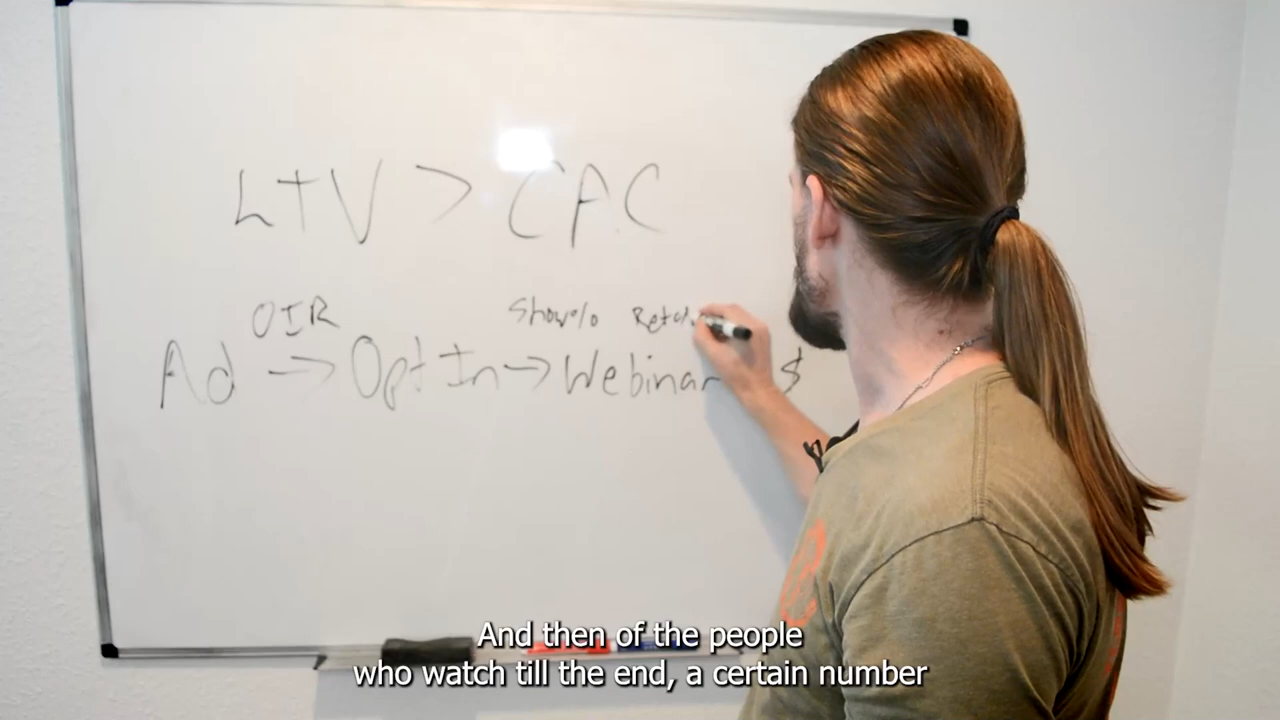 LTV > CAC
OIR Show% Ret%
Ad → Opt In → Webinar $
And then of the people
who watch till the end, a certain number